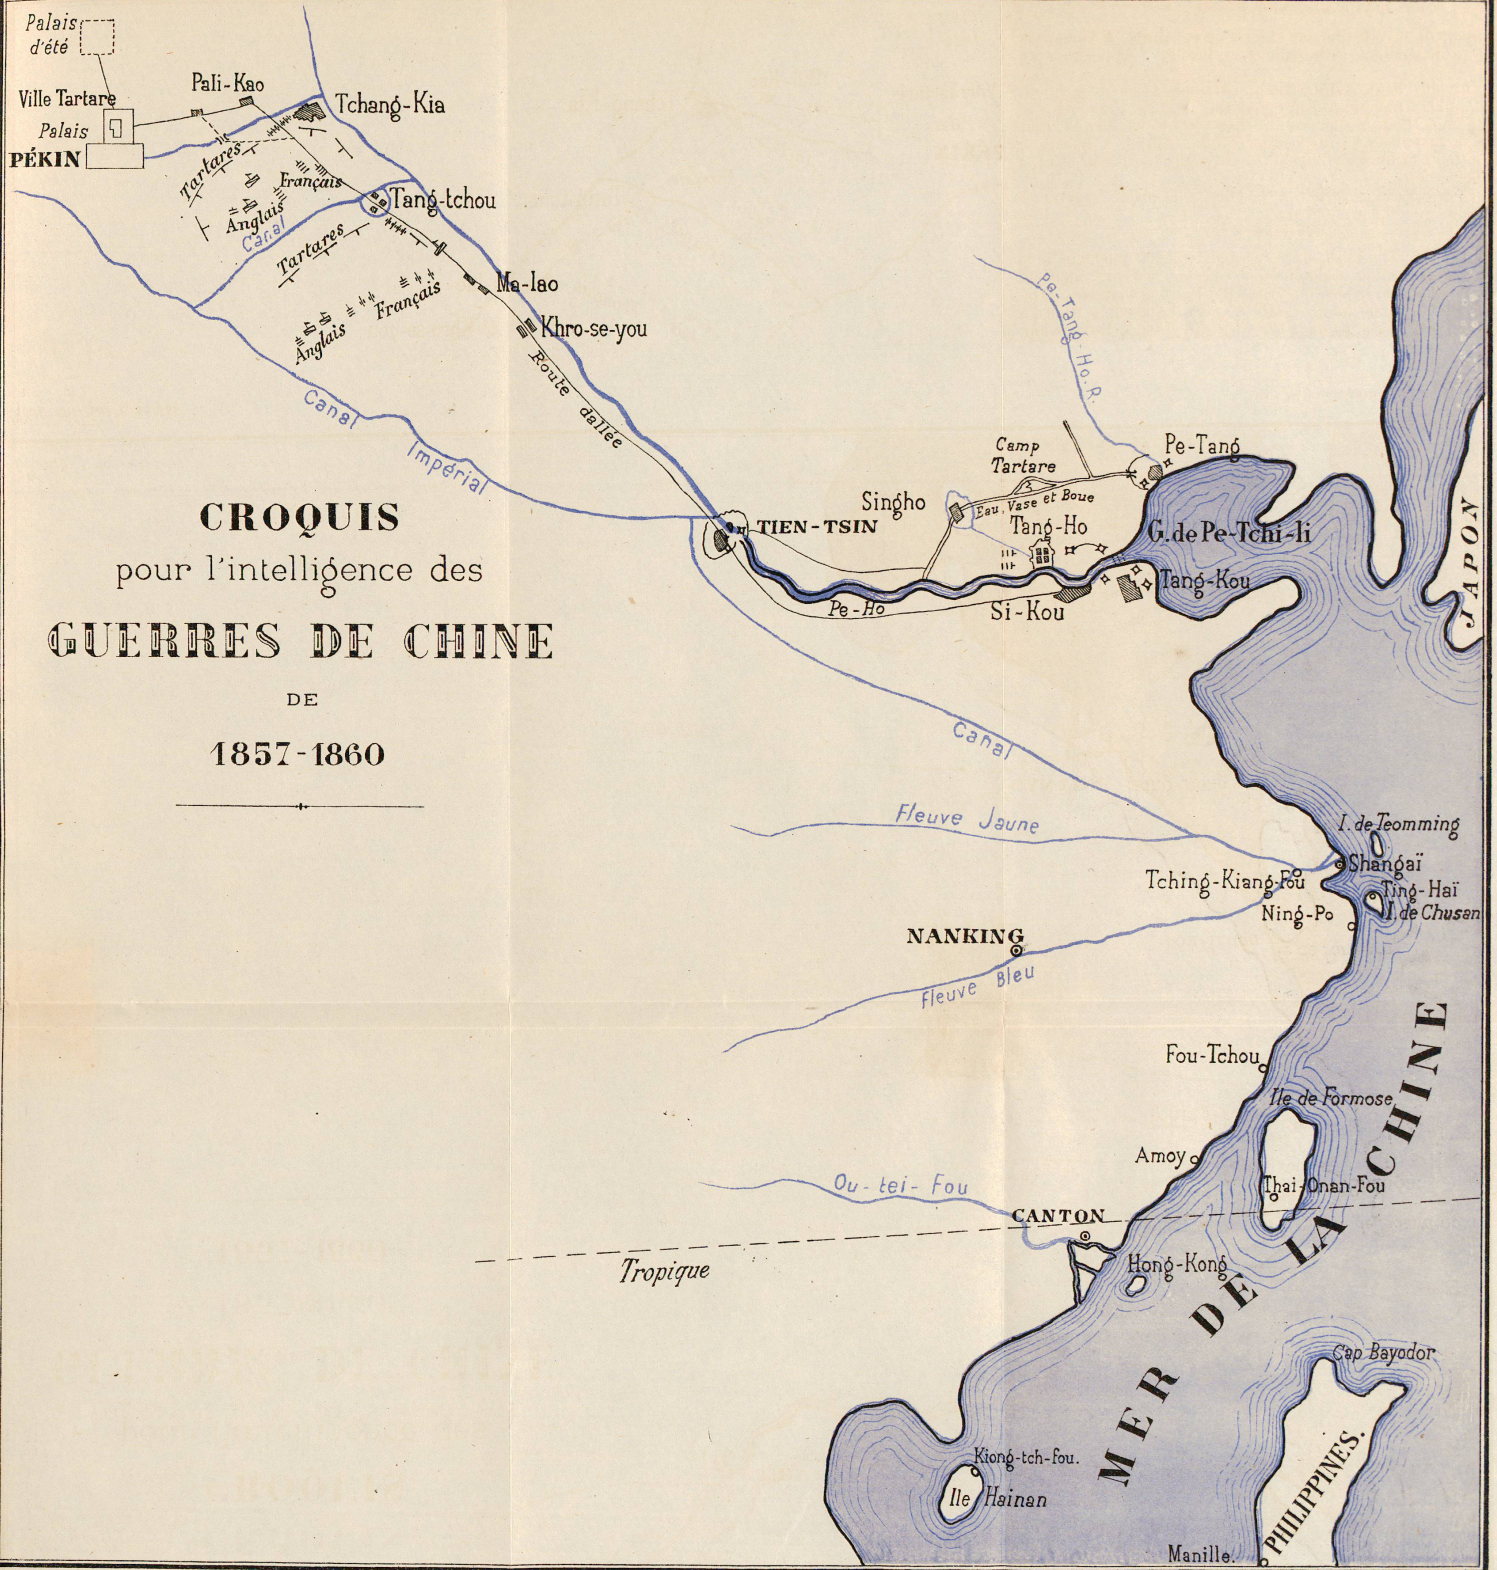 Palais
d'été
Ville Tartare
Palais
PÉKIN
Pali-Kao
Tchang-Kia
Tartares
Français
Anglais
Canal
Tang-tchou
Tartares
Français
Anglais
Ma-lao
Khro-se-you
Route dallée
Canal Impérial
CROQUIS
pour l'intelligence des
GUERRES DE CHINE
DE
1857-1860
TIEN-TSIN
Pe-Tang-Ho.R.
Camp
Tartare
Pe-Tang
Singho
Eau, Vase et Boue
Tang-Ho
G. de Pe-Tchi-li
Tang-Kou
Pe-Ho
Si-Kou
JAPON
Canal
Fleuve Jaune
I. de Teomming
Shangaï
Tching-Kiang-Fou
Ting-Haï
I. de Chusan
Ning-Po
NANKING
Fleuve Bleu
Fou-Tchou
Ile de Formose
Amoy
Thai-Onan-Fou
Ou-tei-Fou
CANTON
Tropique
Hong-Kong
MER DE LA CHINE
Cap Bayodor
Kiong-tch-fou.
Ile Hainan
PHILIPPINES.
Manille.